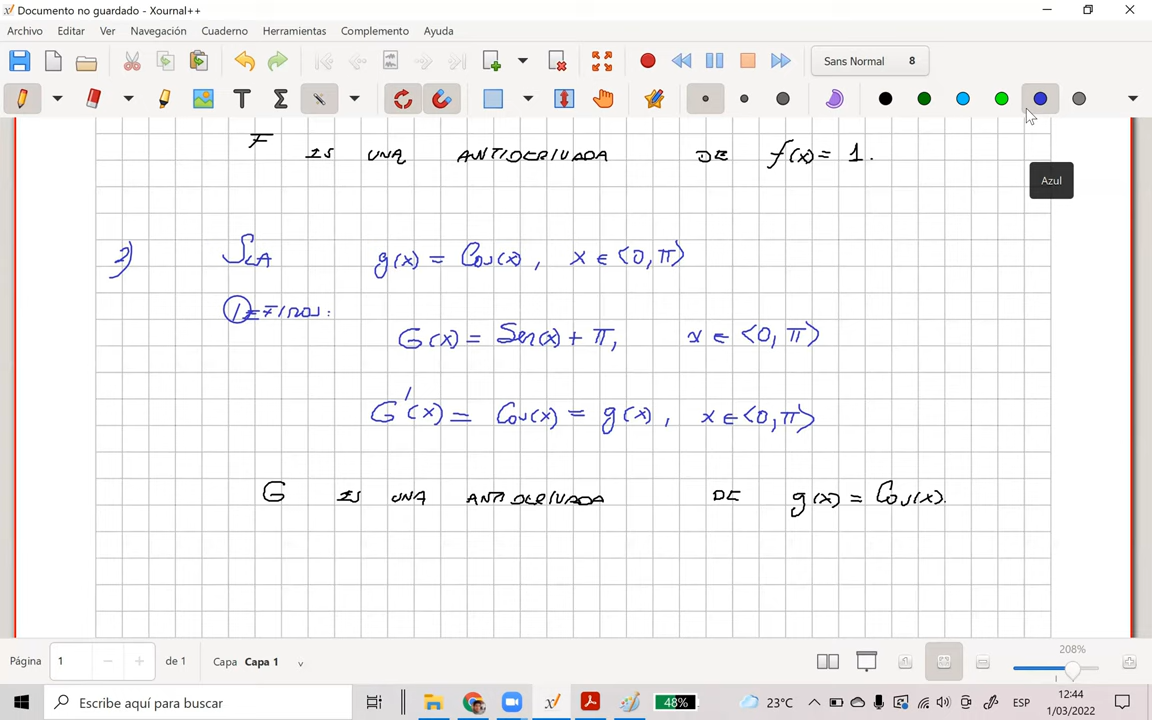 Documento no guardado - Xournal++
Archivo Editar Ver Navegación Cuaderno Herramientas Complemento Ayuda
Sans Normal 8
F ES UNA ANTIDERIVADA DE f(x) = 1.
Azul
2) SEA g(x) = Cos(x), x ∈ ⟨0, π⟩
DEFINOS:
G(x) = Sen(x) + π, x ∈ ⟨0, π⟩
G'(x) = Cos(x) = g(x), x ∈ ⟨0, π⟩
G ES UNA ANTIDERIVADA DE g(x) = Cos(x).
Página 1 de 1 Capa Capa 1 208%
Escribe aquí para buscar 48% 23°C ESP 12:44
1/03/2022